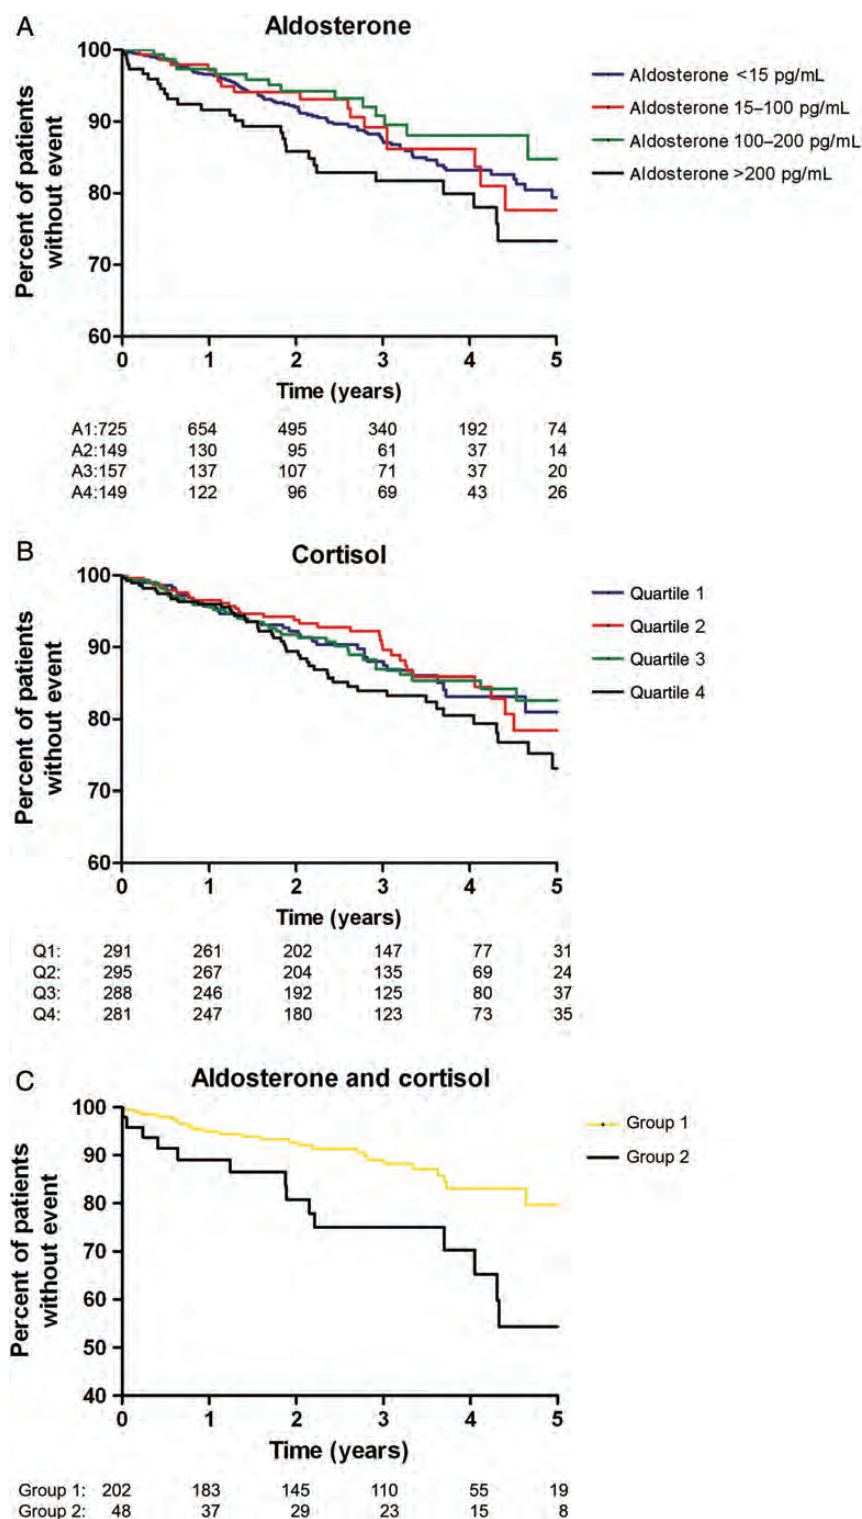 A
Aldosterone
Percent of patients
without event
100
90
80
70
60
0 1 2 3 4 5
Time (years)
Aldosterone <15 pg/mL
Aldosterone 15–100 pg/mL
Aldosterone 100–200 pg/mL
Aldosterone >200 pg/mL
A1:725 654 495 340 192 74
A2:149 130 95 61 37 14
A3:157 137 107 71 37 20
A4:149 122 96 69 43 26
B
Cortisol
Percent of patients
without event
100
90
80
70
60
0 1 2 3 4 5
Time (years)
Quartile 1
Quartile 2
Quartile 3
Quartile 4
Q1: 291 261 202 147 77 31
Q2: 295 267 204 135 69 24
Q3: 288 246 192 125 80 37
Q4: 281 247 180 123 73 35
C
Aldosterone and cortisol
Percent of patients
without event
100
90
80
70
60
50
40
0 1 2 3 4 5
Time (years)
Group 1
Group 2
Group 1: 202 183 145 110 55 19
Group 2: 48 37 29 23 15 8